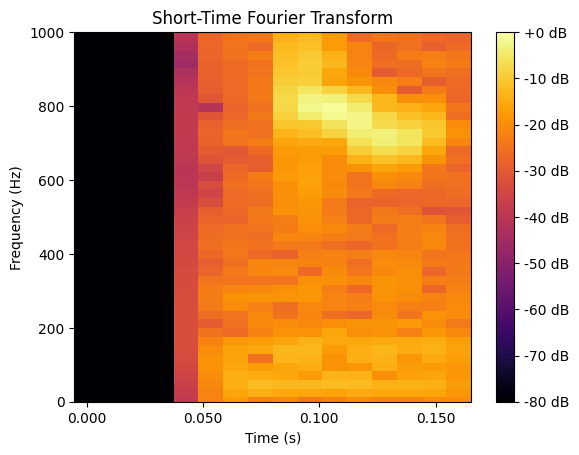 Short-Time Fourier Transform
1000
800
600
400
200
0
Frequency (Hz)
0.000
0.050
0.100
0.150
Time (s)
+0 dB
-10 dB
-20 dB
-30 dB
-40 dB
-50 dB
-60 dB
-70 dB
-80 dB